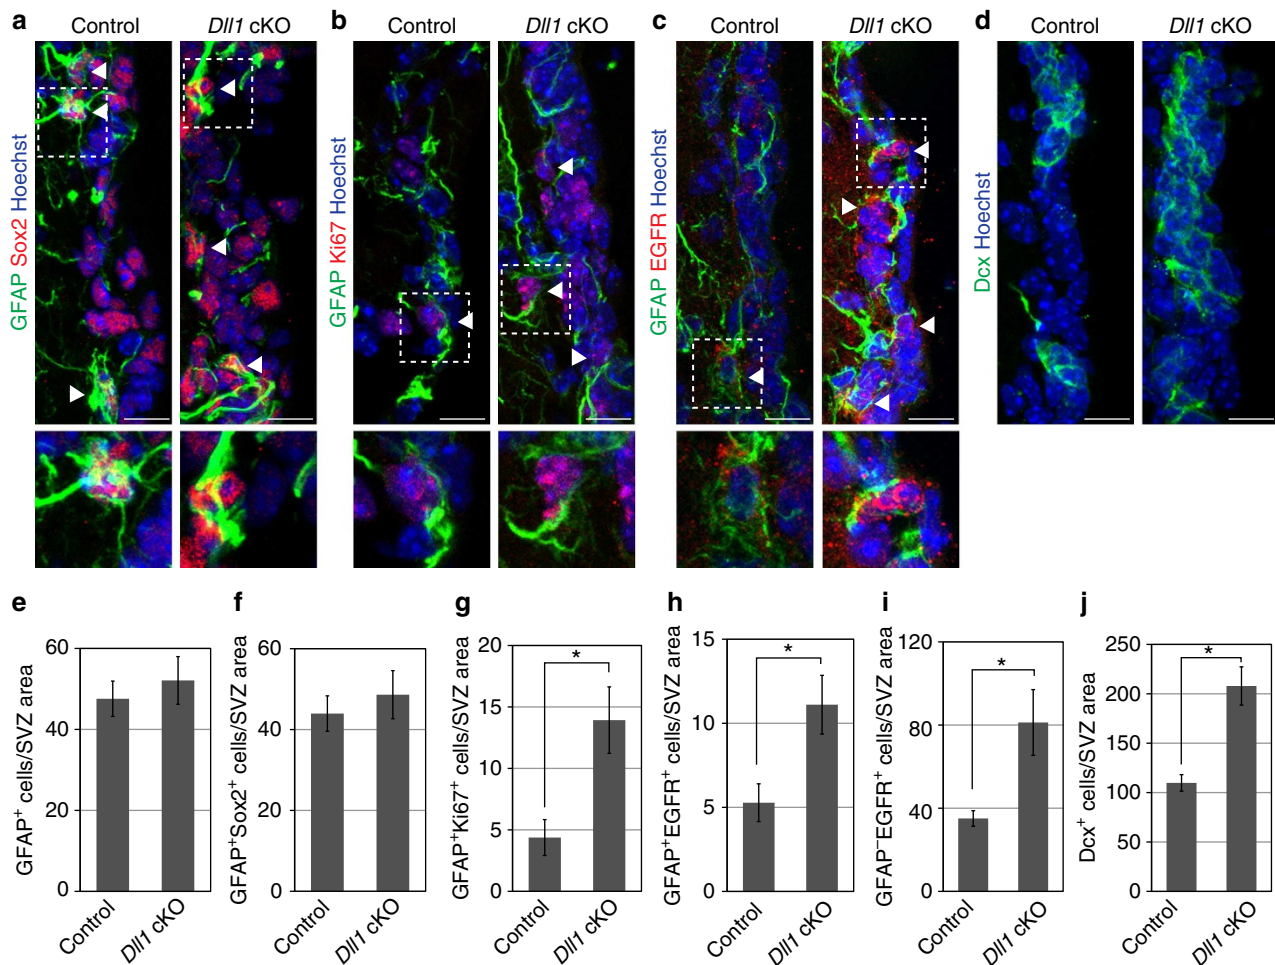 a Control Dll1 cKO b Control Dll1 cKO c Control Dll1 cKO d Control Dll1 cKO
GFAP Sox2 Hoechst
GFAP Ki67 Hoechst
GFAP EGFR Hoechst
Dcx Hoechst
e
GFAP+ cells/SVZ area
60
40
20
0
Control
Dll1 cKO
f
GFAP+Sox2+ cells/SVZ area
60
40
20
0
Control
Dll1 cKO
g
GFAP+Ki67+ cells/SVZ area
20
15
10
5
0
*
Control
Dll1 cKO
h
GFAP+EGFR+ cells/SVZ area
15
10
5
0
*
Control
Dll1 cKO
i
GFAP−EGFR+ cells/SVZ area
120
80
40
0
*
Control
Dll1 cKO
j
Dcx+ cells/SVZ area
250
200
150
100
50
0
*
Control
Dll1 cKO